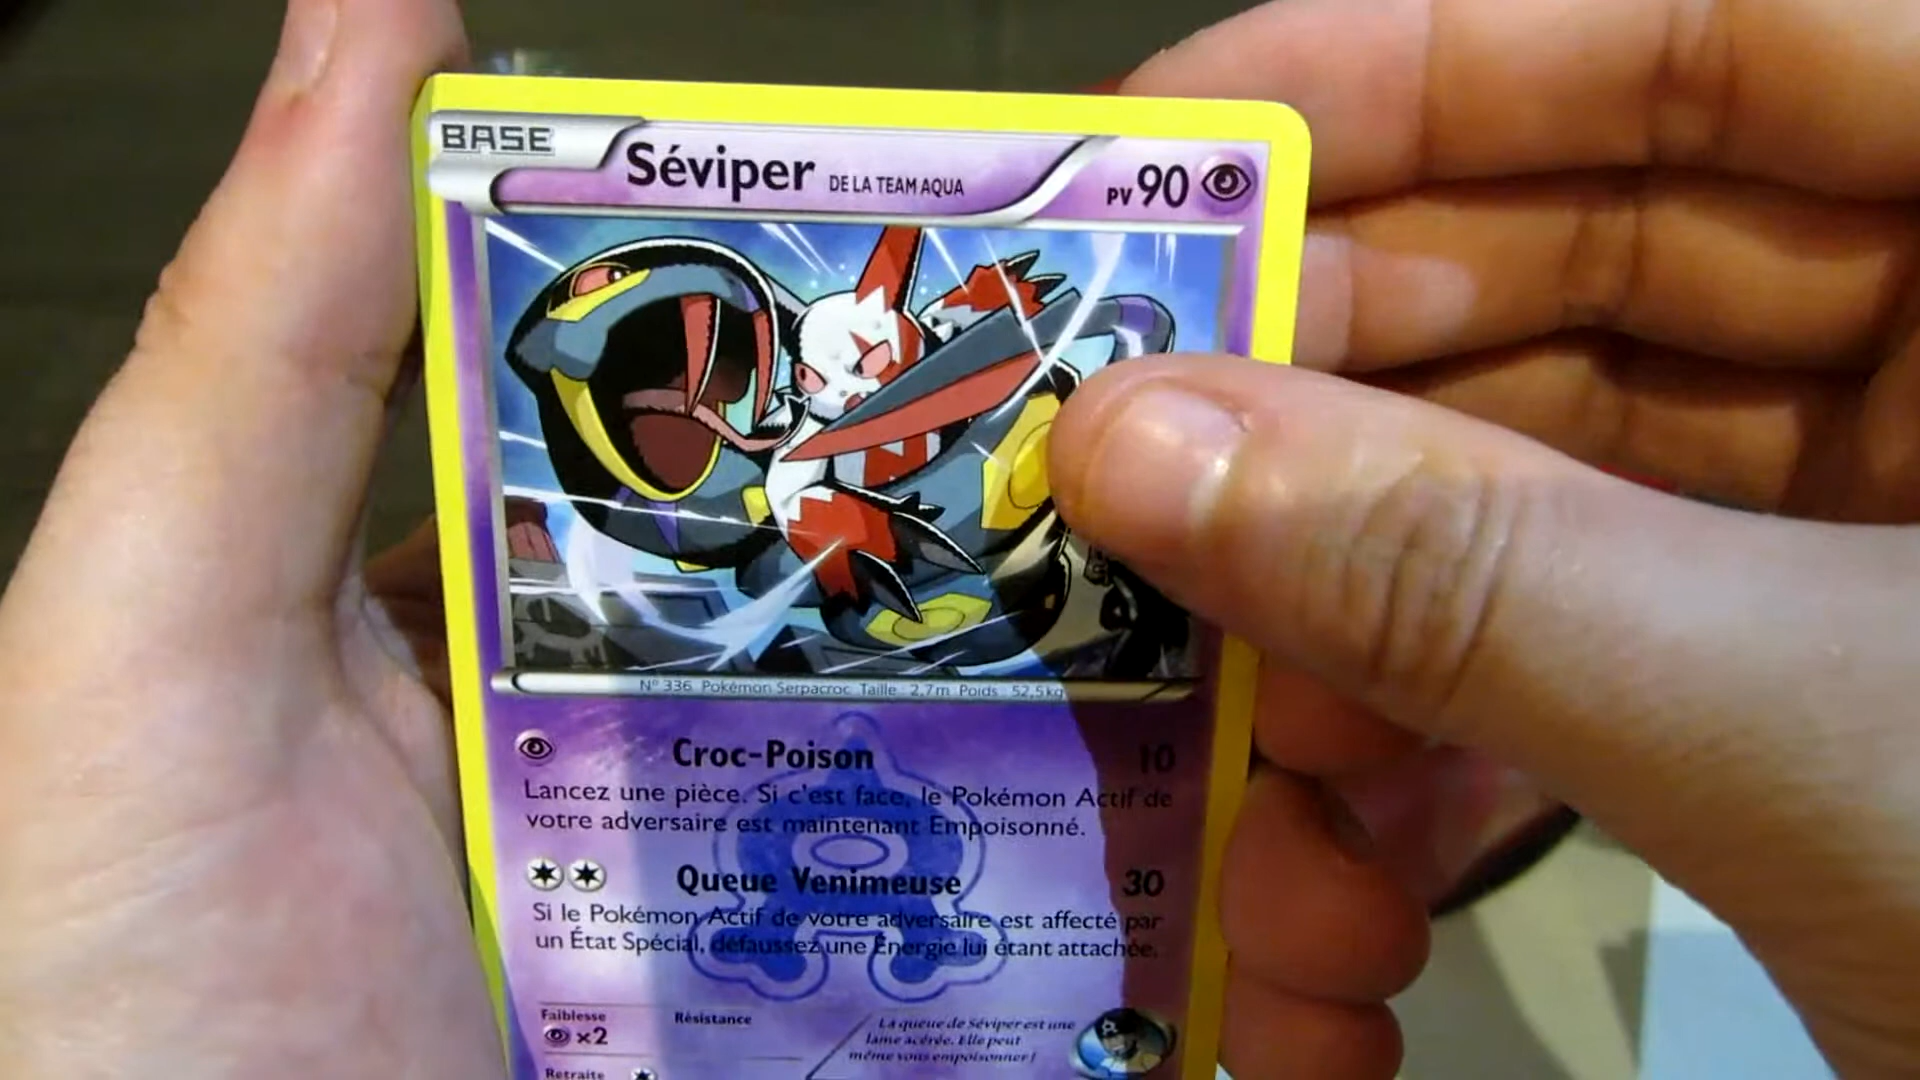 BASE
Séviper DE LA TEAM AQUA
PV 90
Nº 336 Pokémon Serpacroc Taille : 2,7m Poids : 52,5kg
Croc-Poison 10
Lancez une pièce. Si c'est face, le Pokémon Actif de
votre adversaire est maintenant Empoisonné.
Queue Venimeuse 30
Si le Pokémon Actif de votre adversaire est affecté par
un État Spécial, défaussez une Énergie lui étant attachée.
Faiblesse
×2
Résistance
La queue de Séviper est une
lame acérée. Elle peut
même vous empoisonner !
Retraite